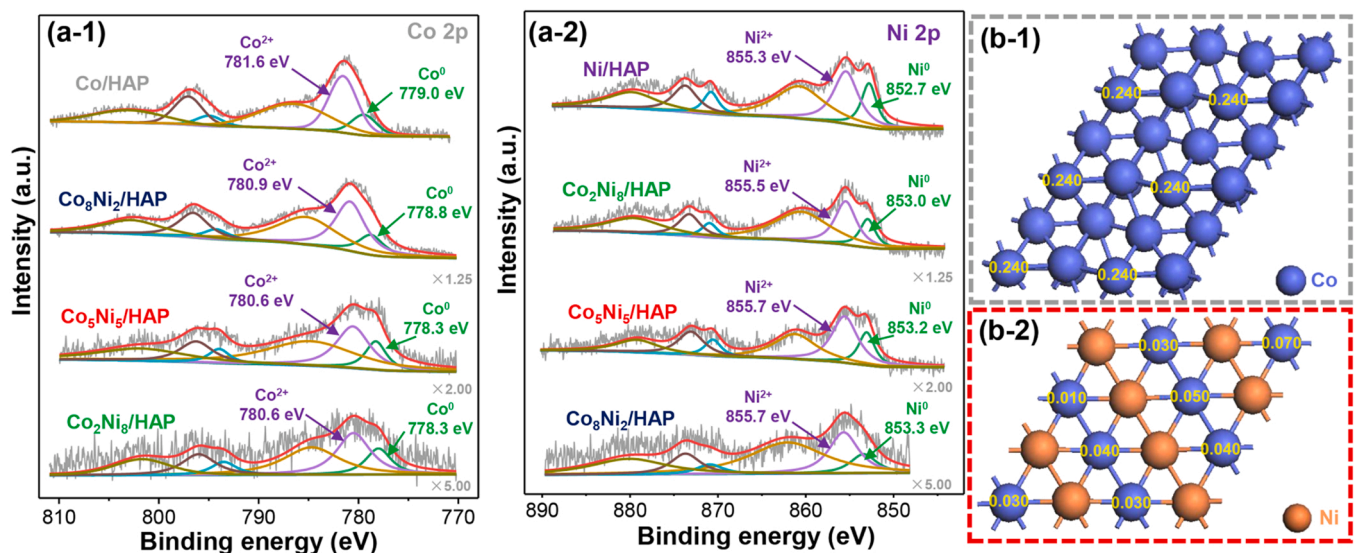 (a-1)
Co 2p
Co²⁺
781.6 eV
Co⁰
779.0 eV
Co/HAP
Co²⁺
780.9 eV
Co⁰
778.8 eV
Co₈Ni₂/HAP
×1.25
Co²⁺
780.6 eV
Co⁰
778.3 eV
Co₅Ni₅/HAP
×2.00
Co²⁺
780.6 eV
Co⁰
778.3 eV
Co₂Ni₈/HAP
×5.00
Intensity (a.u.)
810 800 790 780 770
Binding energy (eV)
(a-2)
Ni 2p
Ni²⁺
855.3 eV
Ni⁰
852.7 eV
Ni/HAP
Ni²⁺
855.5 eV
Ni⁰
853.0 eV
Co₂Ni₈/HAP
×1.25
Ni²⁺
855.7 eV
Ni⁰
853.2 eV
Co₅Ni₅/HAP
×2.00
Ni²⁺
855.7 eV
Ni⁰
853.3 eV
Co₈Ni₂/HAP
×5.00
Intensity (a.u.)
890 880 870 860 850
Binding energy (eV)
(b-1)
0.240 0.240
0.240 0.240
0.240 0.240
Co
(b-2)
0.030 0.070
0.010 0.050
0.040 0.040
0.030 0.030
Ni